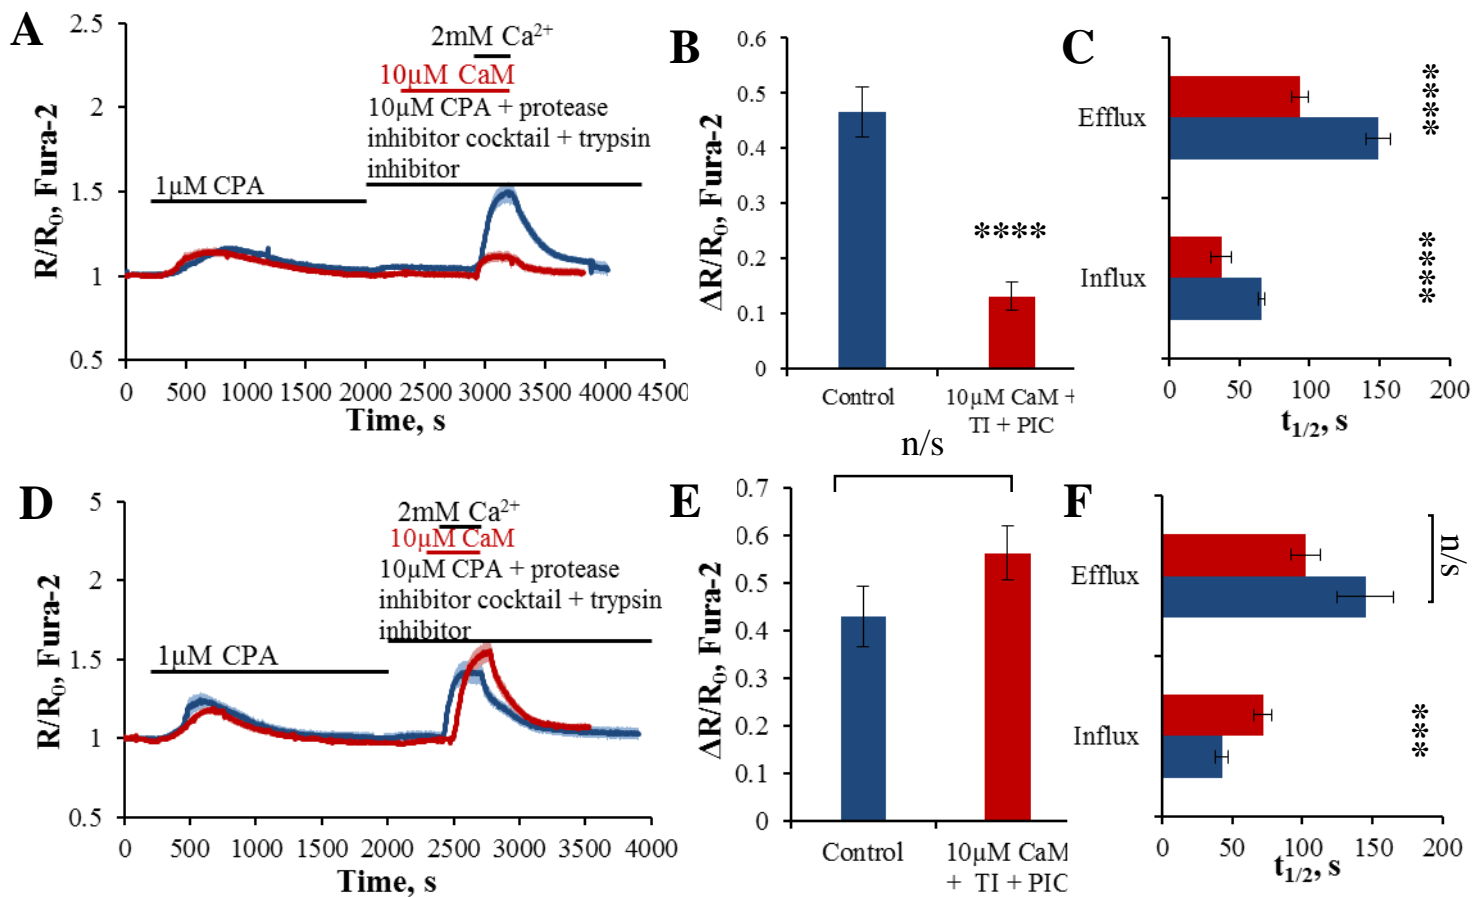 A
R/R0, Fura-2
2.5
2
1.5
1
0.5
2mM Ca2+
10µM CaM
10µM CPA + protease
inhibitor cocktail + trypsin
inhibitor
1µM CPA
0 500 1000 1500 2000 2500 3000 3500 4000 4500
Time, s
B
ΔR/R0, Fura-2
0.6
0.5
0.4
0.3
0.2
0.1
0
****
Control
10µM CaM +
TI + PIC
C
Efflux
****
Influx
****
0 50 100 150 200
t1/2, s
D
R/R0, Fura-2
5
2
1.5
1
0.5
2mM Ca2+
10µM CaM
10µM CPA + protease
inhibitor cocktail + trypsin
inhibitor
1µM CPA
0 500 1000 1500 2000 2500 3000 3500 4000
Time, s
E
n/s
ΔR/R0, Fura-2
0.7
0.6
0.5
0.4
0.3
0.2
0.1
0
Control
10µM CaM
+ TI + PIC
F
Efflux
n/s
Influx
***
0 50 100 150 200
t1/2, s